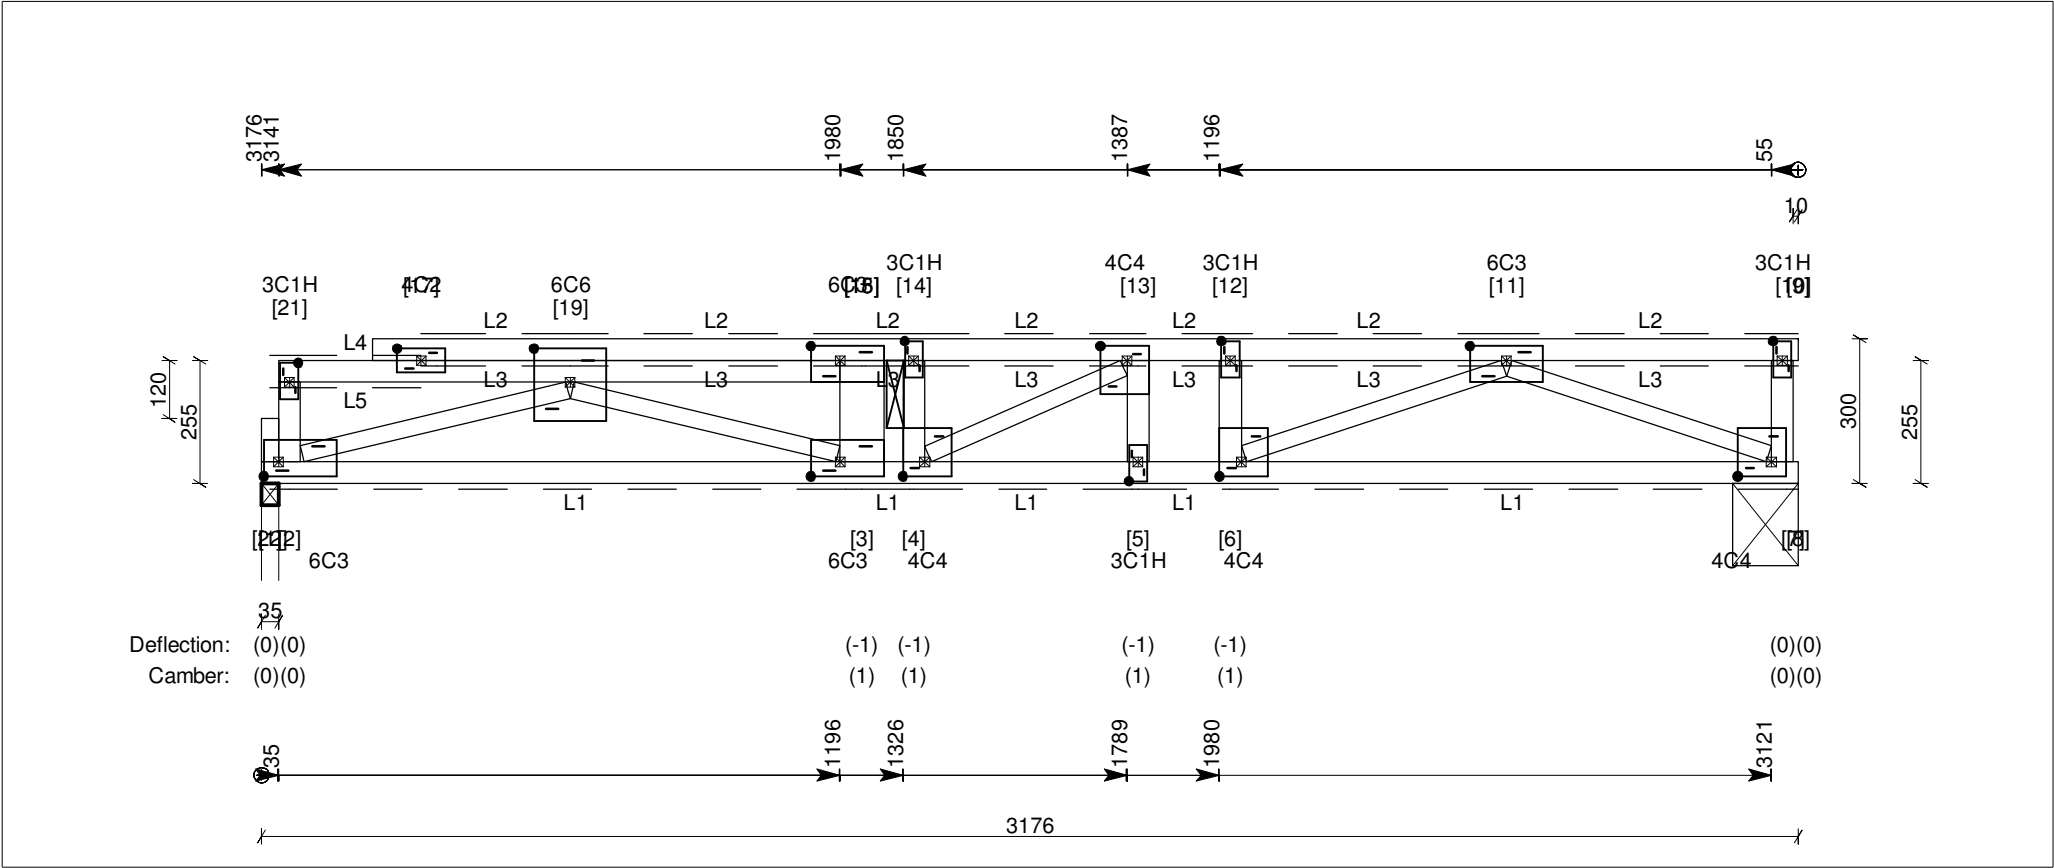 3176 3141 1980 1850 1387 1196 55
10
3C1H 4C4 3C1H 3C1H
3C1H 4C2 6C6 6C3 [14] [13] [12] 6C3
[21] [17] [19] [11]
L2 L2 L2 L2 L2 L2 L2
L4
L3 L3 L3 L3 L3 L3 L3
L5
120 255 300 255
L1 L1 L1 L1 L1
[3] [4] [5] [6]
6C3 6C3 4C4 3C1H 4C4 4C4
35
Deflection: (0)(0) (-1) (-1) (-1) (-1) (0)(0)
Camber: (0)(0) (1) (1) (1) (1) (0)(0)
35 1196 1326 1789 1980 3121
3176